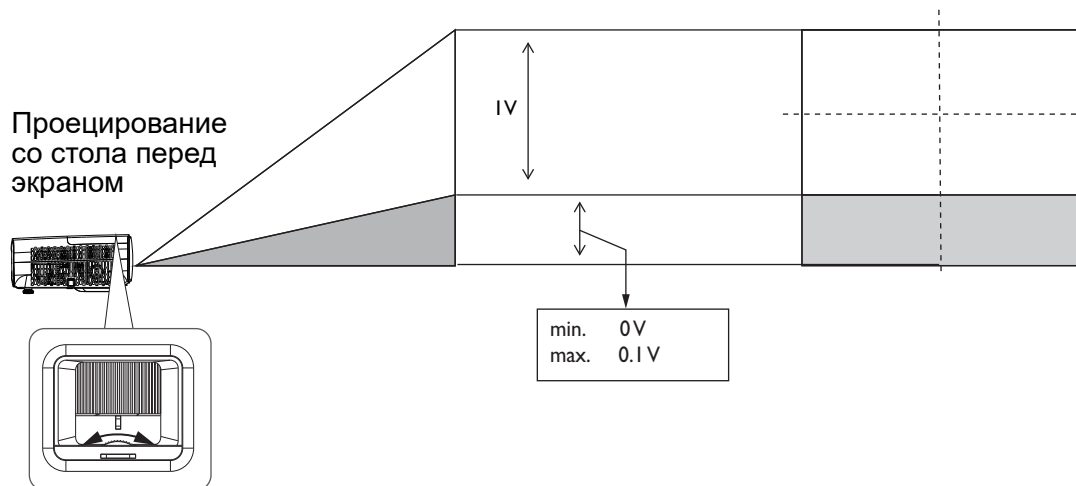 1V
Проецирование
со стола перед
экраном
min. 0V
max. 0.1V